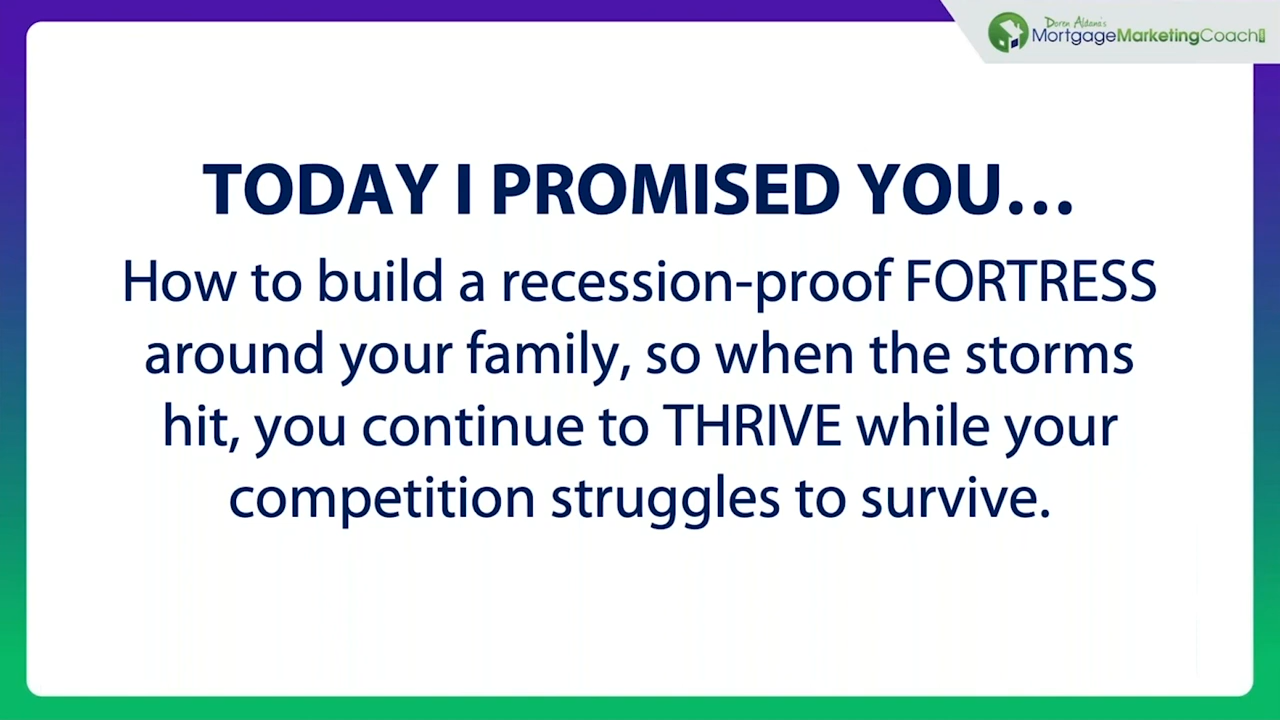 Doren Aldana's
MortgageMarketingCoach
TODAY I PROMISED YOU...
How to build a recession-proof FORTRESS
around your family, so when the storms
hit, you continue to THRIVE while your
competition struggles to survive.